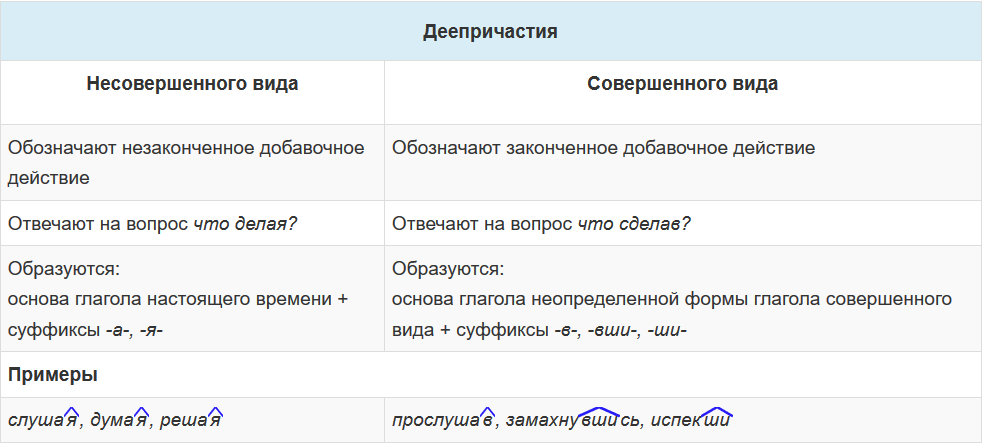 Деепричастия
Несовершенного вида
Совершенного вида
Обозначают незаконченное добавочное
действие
Обозначают законченное добавочное действие
Отвечают на вопрос что делая?
Отвечают на вопрос что сделав?
Образуются:
основа глагола настоящего времени +
суффиксы -а-, -я-
Образуются:
основа глагола неопределенной формы глагола совершенного
вида + суффиксы -в-, -вши-, -ши-
Примеры
слушая, думая, решая
прослушав, замахнувшись, испекши